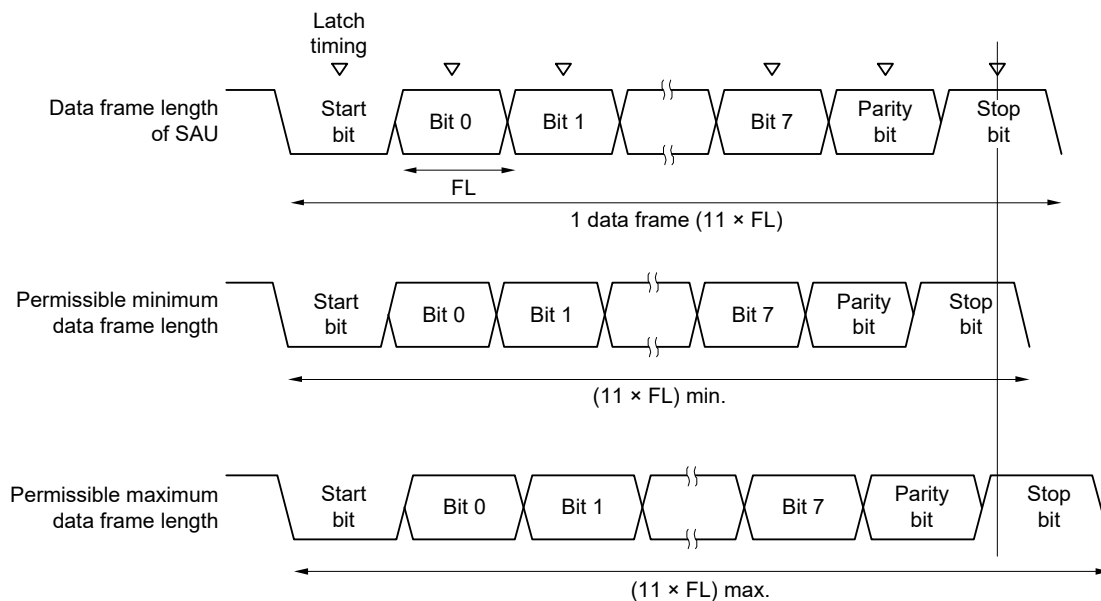 Latch
timing
Data frame length
of SAU
Start
bit
Bit 0
Bit 1
Bit 7
Parity
bit
Stop
bit
FL
1 data frame (11 × FL)
Permissible minimum
data frame length
Start
bit
Bit 0
Bit 1
Bit 7
Parity
bit
Stop
bit
(11 × FL) min.
Permissible maximum
data frame length
Start
bit
Bit 0
Bit 1
Bit 7
Parity
bit
Stop
bit
(11 × FL) max.